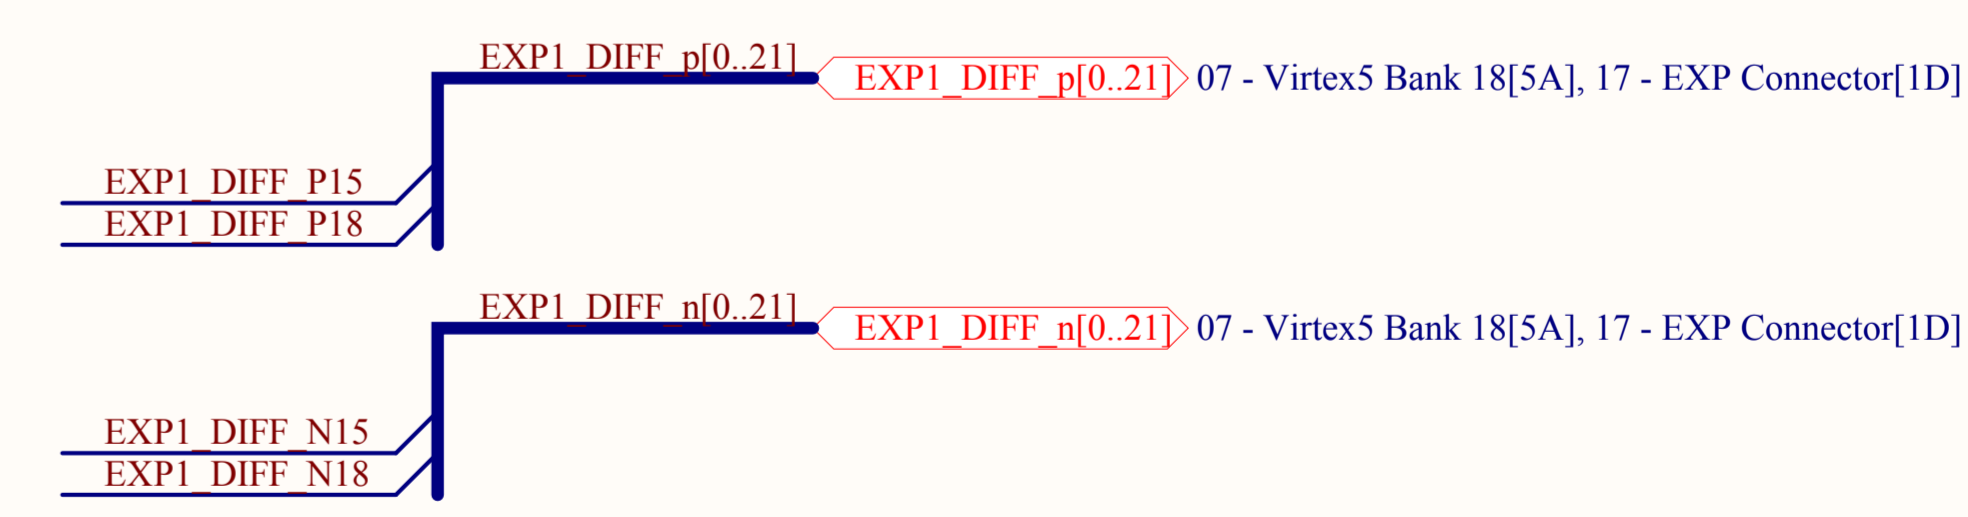 EXP1_DIFF_p[0..21]
EXP1_DIFF_p[0..21] 07 - Virtex5 Bank 18[5A], 17 - EXP Connector[1D]
EXP1_DIFF_P15
EXP1_DIFF_P18
EXP1_DIFF_n[0..21]
EXP1_DIFF_n[0..21] 07 - Virtex5 Bank 18[5A], 17 - EXP Connector[1D]
EXP1_DIFF_N15
EXP1_DIFF_N18